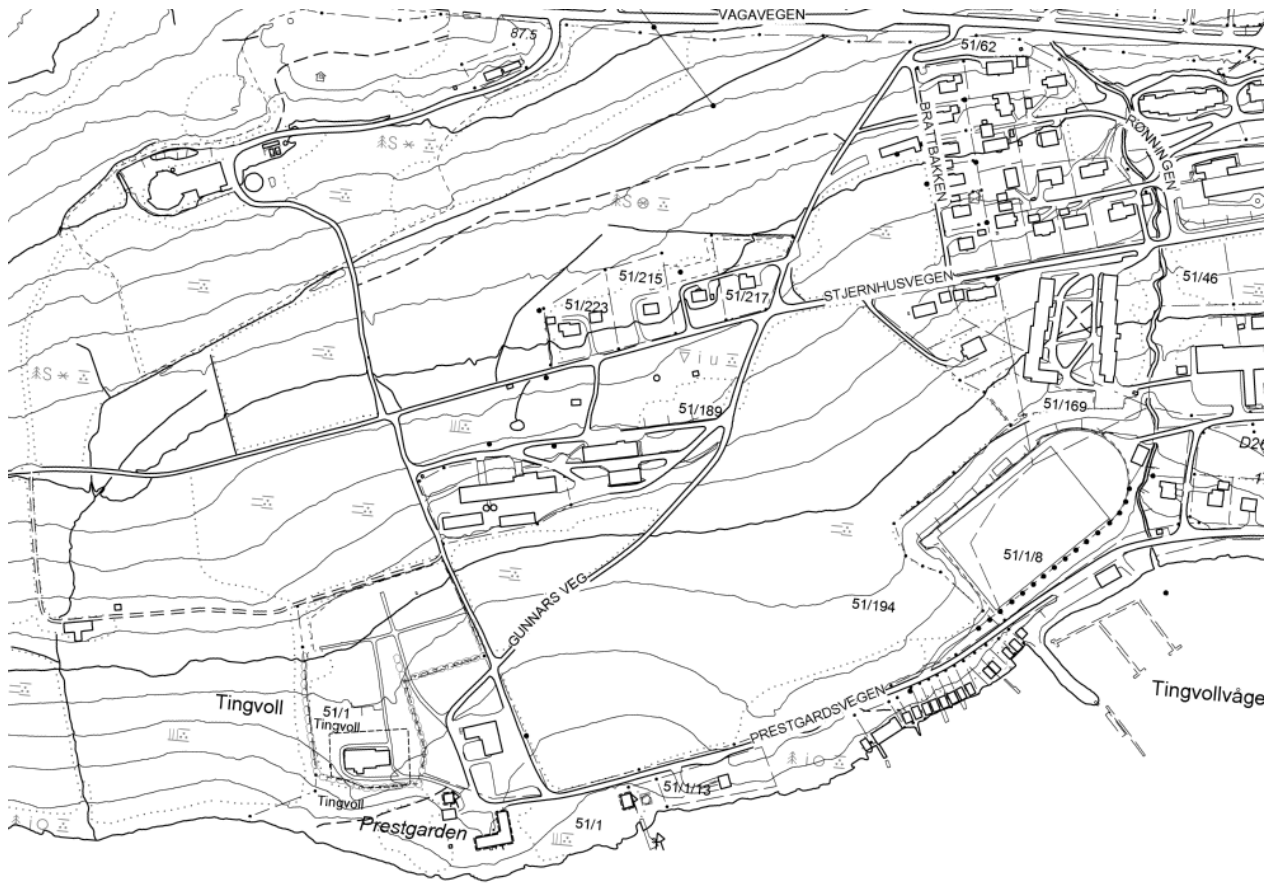 VÅGAVEGEN
87.5
51/62
BRATTBAKKEN
RØNNINGEN
S
S
51/215
51/223
51/217
STJERNHUSVEGEN
51/46
i u
S
51/189
51/169
51/1/8
GUNNARS VEG
51/194
Tingvoll
51/1
Tingvoll
PRESTGARDSVEGEN
Tingvollvåge
i
51/1/13
Tingvoll
i
Prestgarden
51/1